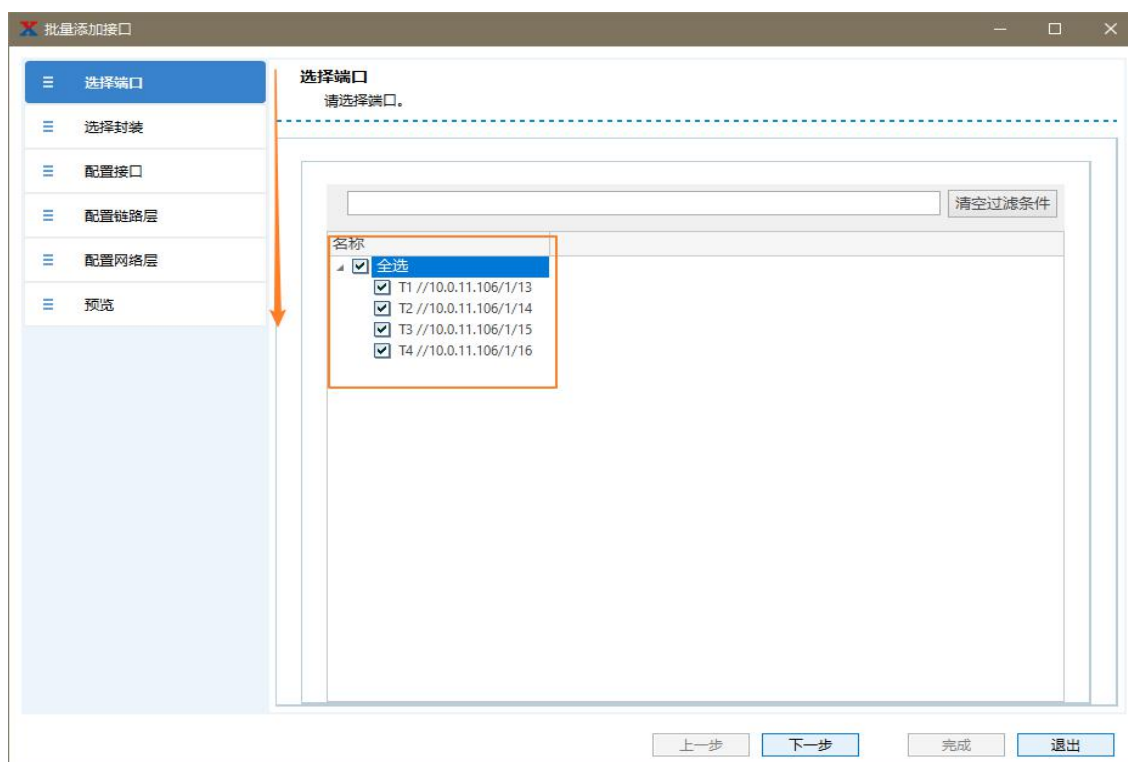 批量添加接口
选择端口
选择封装
配置接口
配置链路层
配置网络层
预览
选择端口
请选择端口。
清空过滤条件
名称
全选
T1 //10.0.11.106/1/13
T2 //10.0.11.106/1/14
T3 //10.0.11.106/1/15
T4 //10.0.11.106/1/16
上一步 下一步 完成 退出